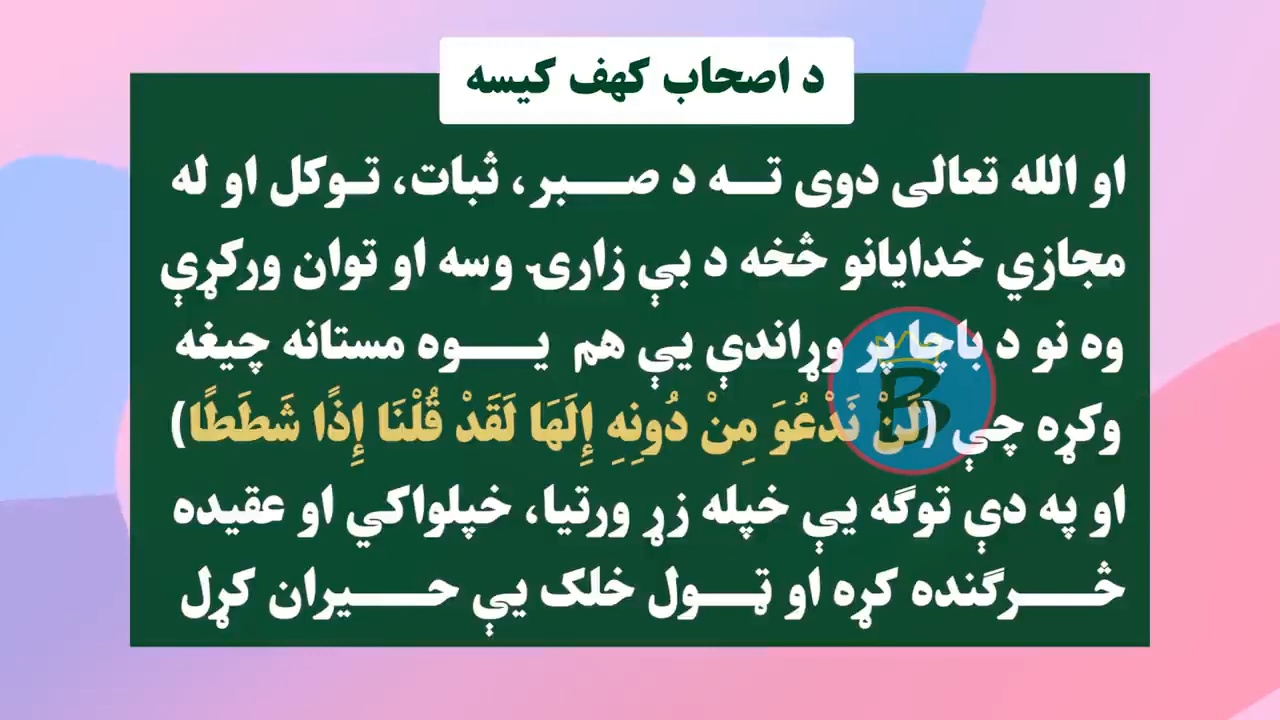 د اصحاب کهف کیسه
او الله تعالی دوی ته د صبر، ثبات، توکل او له
مجازي خدایانو څخه د بې زارۍ وسه او توان ورکړې
وه نو د باچا پر وړاندې یې هم یوه مستانه چیغه
وکړه چې (لَنْ نَدْعُوَ مِنْ دُونِهِ إِلَهَا لَقَدْ قُلْنَا إِذًا شَطَطًا)
او په دې توګه یې خپله زړ ورتیا، خپلواکي او عقیده
څرګنده کړه او ټول خلک یې حیران کړل
B